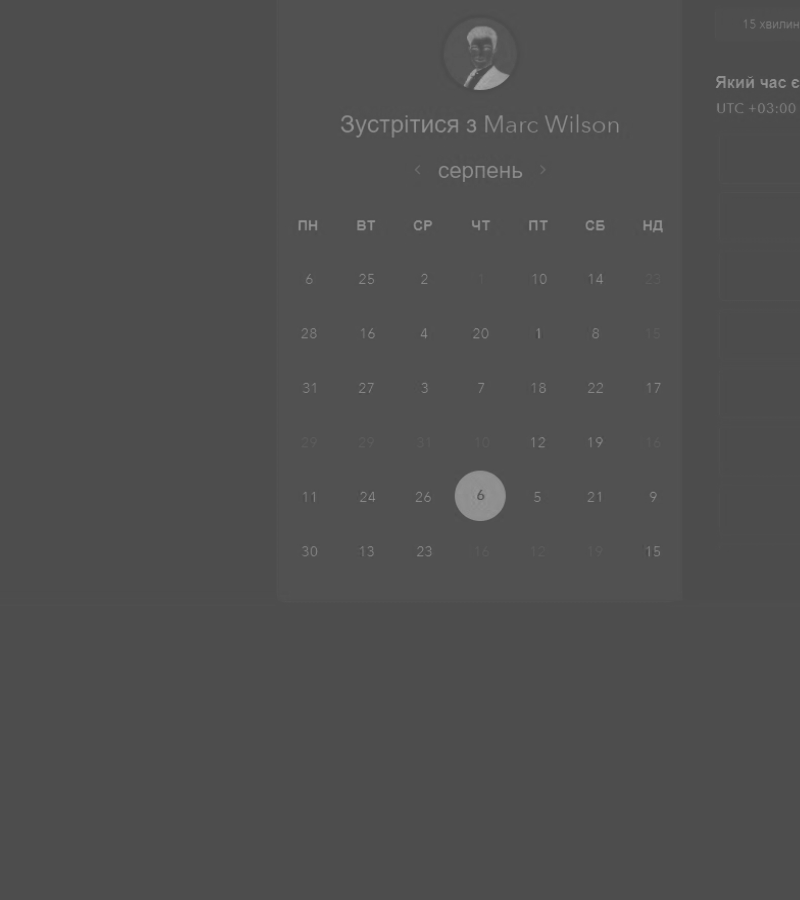 15 хвилин
Який час є
UTC +03:00
Зустрітися з Marc Wilson
‹ серпень ›
ПН ВТ СР ЧТ ПТ СБ НД
6 25 2 1 10 14 23
28 16 4 20 1 8 15
31 27 3 7 18 22 17
29 29 31 10 12 19 16
11 24 26 6 5 21 9
30 13 23 16 12 19 15